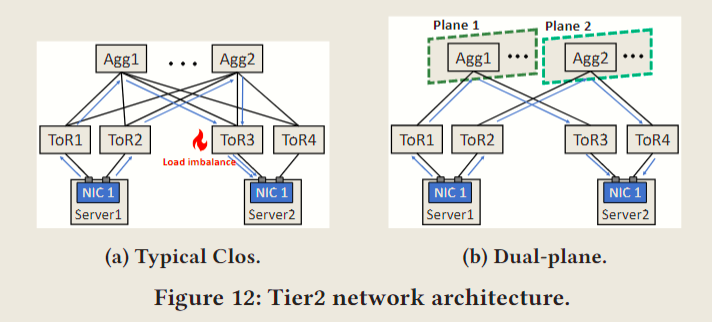 Plane 1 Plane 2
Agg1 ••• Agg2
Agg1 ••• Agg2 •••
ToR1 ToR2 ToR3 ToR4
Load imbalance
NIC 1 NIC 1
Server1 Server2
ToR1 ToR2 ToR3 ToR4
NIC 1 NIC 1
Server1 Server2
(a) Typical Clos. (b) Dual-plane.
Figure 12: Tier2 network architecture.